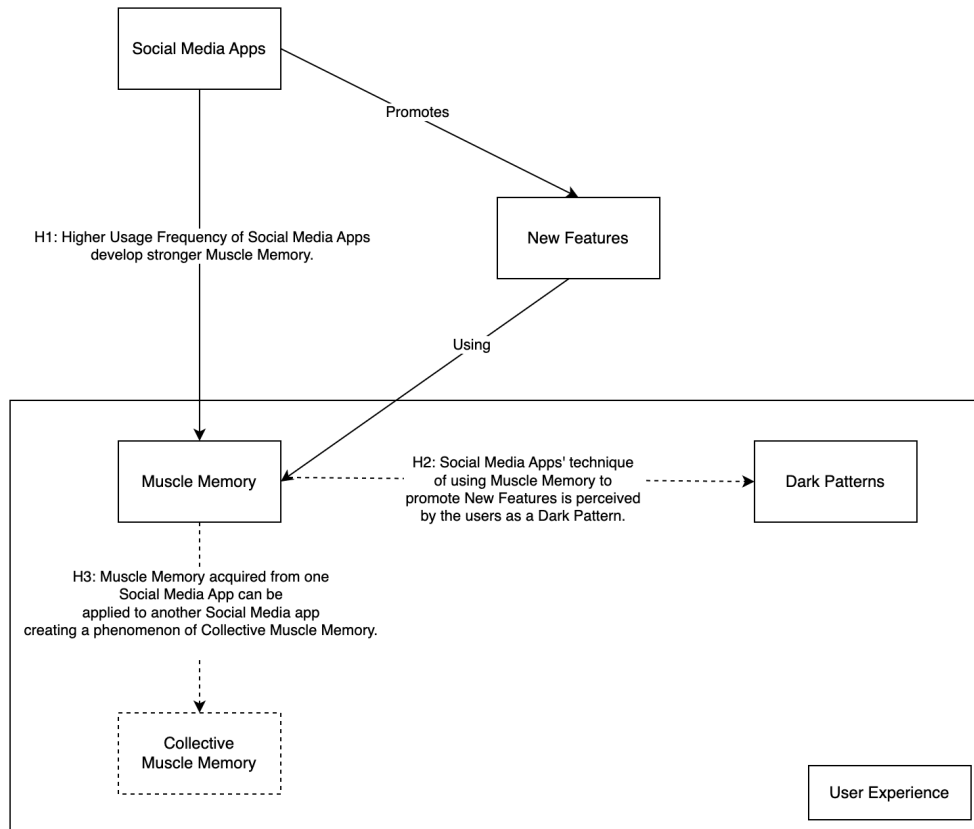 Social Media Apps
Promotes
New Features
H1: Higher Usage Frequency of Social Media Apps
develop stronger Muscle Memory.
Using
Muscle Memory
H2: Social Media Apps' technique
of using Muscle Memory to
promote New Features is perceived
by the users as a Dark Pattern.
Dark Patterns
H3: Muscle Memory acquired from one
Social Media App can be
applied to another Social Media app
creating a phenomenon of Collective Muscle Memory.
Collective
Muscle Memory
User Experience